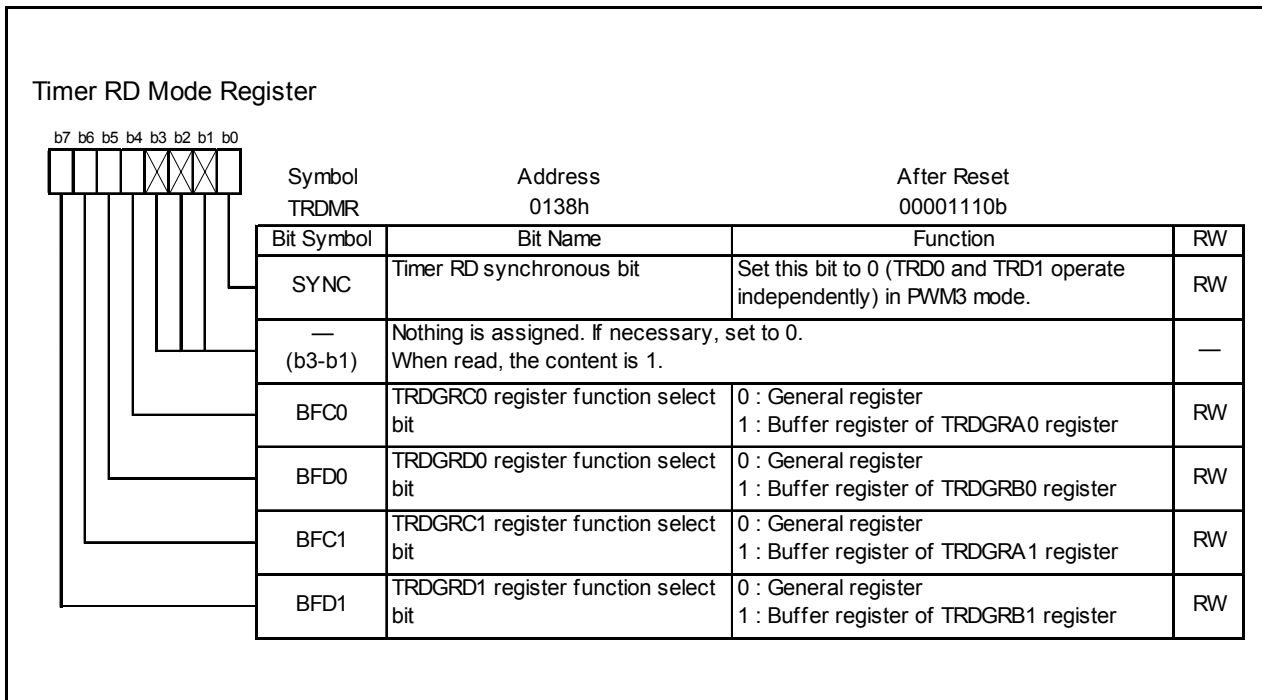 Timer RD Mode Register
b7 b6 b5 b4 b3 b2 b1 b0
Symbol Address After Reset
TRDMR 0138h 00001110b
Bit Symbol Bit Name Function RW
SYNC Timer RD synchronous bit Set this bit to 0 (TRD0 and TRD1 operate RW
independently) in PWM3 mode.
— Nothing is assigned. If necessary, set to 0. —
(b3-b1) When read, the content is 1.
BFC0 TRDGRC0 register function select 0 : General register RW
bit 1 : Buffer register of TRDGRA0 register
BFD0 TRDGRD0 register function select 0 : General register RW
bit 1 : Buffer register of TRDGRB0 register
BFC1 TRDGRC1 register function select 0 : General register RW
bit 1 : Buffer register of TRDGRA1 register
BFD1 TRDGRD1 register function select 0 : General register RW
bit 1 : Buffer register of TRDGRB1 register